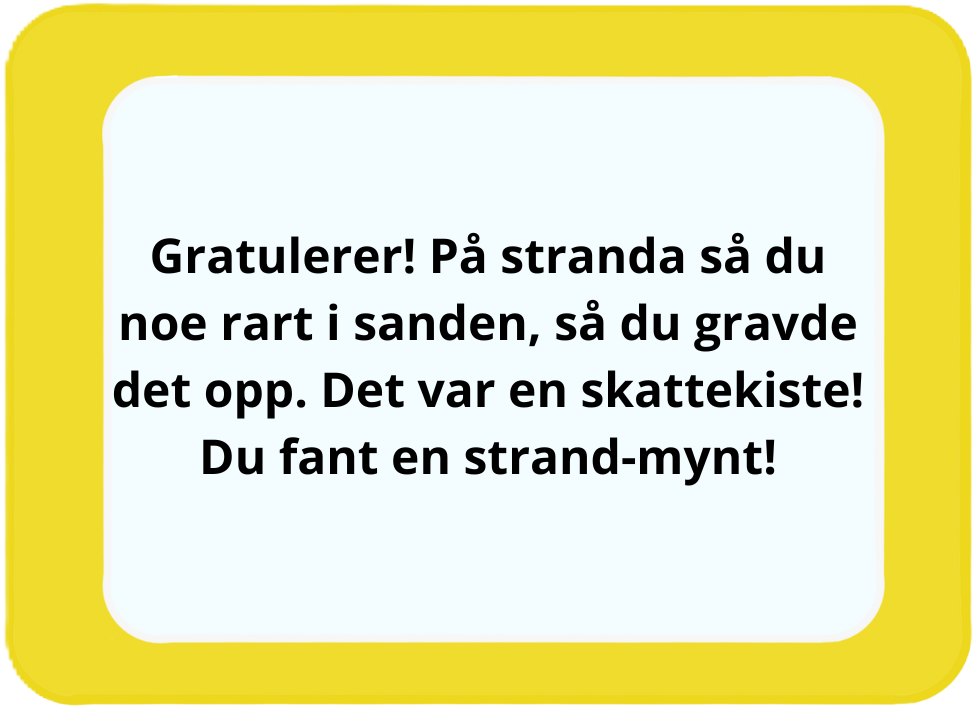 Gratulerer! På stranda så du
noe rart i sanden, så du gravde
det opp. Det var en skattekiste!
Du fant en strand-mynt!